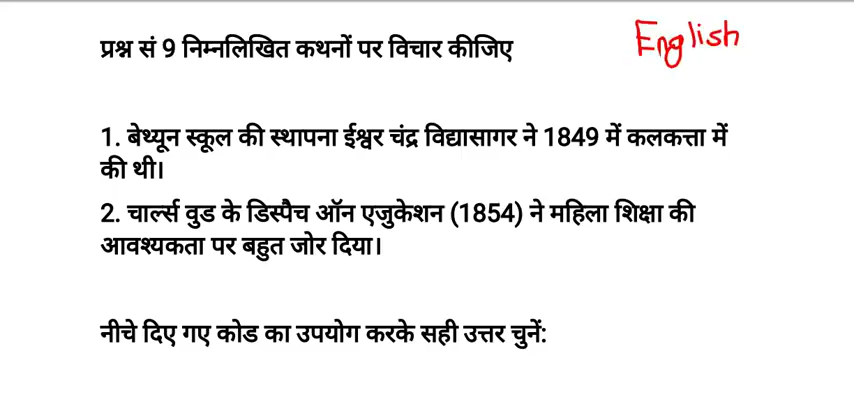 प्रश्न सं 9 निम्नलिखित कथनों पर विचार कीजिए
English
1. बेथ्यून स्कूल की स्थापना ईश्वर चंद्र विद्यासागर ने 1849 में कलकत्ता में
की थी।
2. चार्ल्स वुड के डिस्पैच ऑन एजुकेशन (1854) ने महिला शिक्षा की
आवश्यकता पर बहुत जोर दिया।
नीचे दिए गए कोड का उपयोग करके सही उत्तर चुनें: